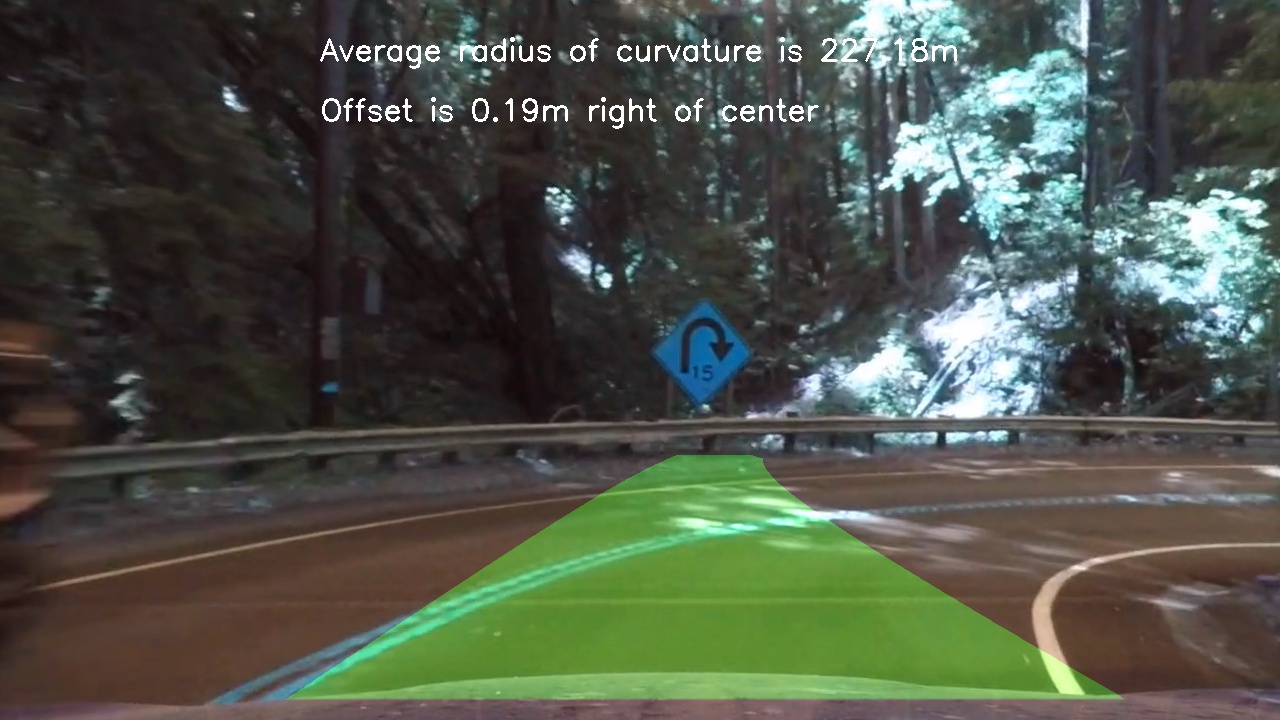 Average radius of curvature is 227.18m
Offset is 0.19m right of center
15